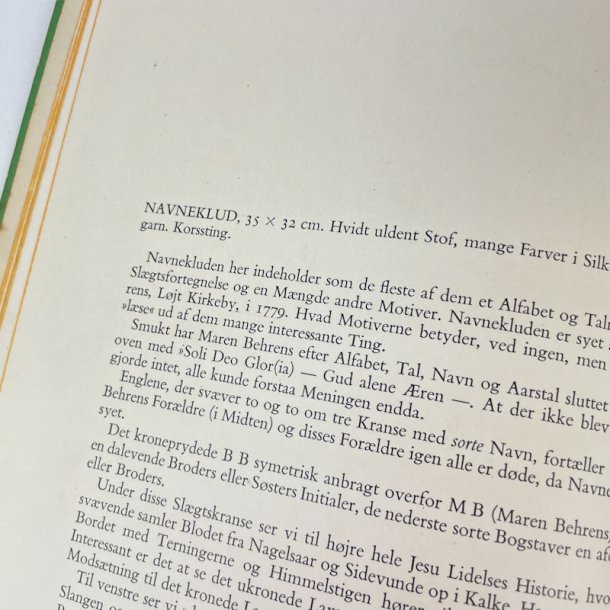 NAVNEKLUD, 35 × 32 cm. Hvidt uldent Stof, mange Farver i Silk
garn. Korssting.
Navnekluden her indeholder som de fleste af dem et Alfabet og Taln
Slægtsfortegnelse og en Mængde andre Motiver. Navnekluden er syet
rens, Løjt Kirkeby, i 1779. Hvad Motiverne betyder, ved ingen, men
»læse« ud af dem mange interessante Ting.
Smukt har Maren Behrens efter Alfabet, Tal, Navn og Aarstal sluttet
oven med »Soli Deo Glor(ia) — Gud alene Æren —. At der ikke blev
gjorde intet, alle kunde forstaa Meningen endda.
Englene, der svæver to og to om tre Kranse med sorte Navn, fortæller
Behrens Forældre (i Midten) og disses Forældre igen alle er døde, da Navne
syet.
Det kroneprydede B B symetrisk anbragt overfor M B (Maren Behrens)
en dalevende Broders eller Søsters Initialer, de nederste sorte Bogstaver en afd
eller Broders.
Under disse Slægtskranse ser vi til højre hele Jesu Lidelses Historie, hvo
svævende samler Blodet fra Nagelsaar og Sidevunde op i Kalke.
Bordet med Terningerne og Himmelstigen hører
Interessant er det at se det ukronede Lam
Modsætning til det kronede
Til venstre ser vi
Slangen og